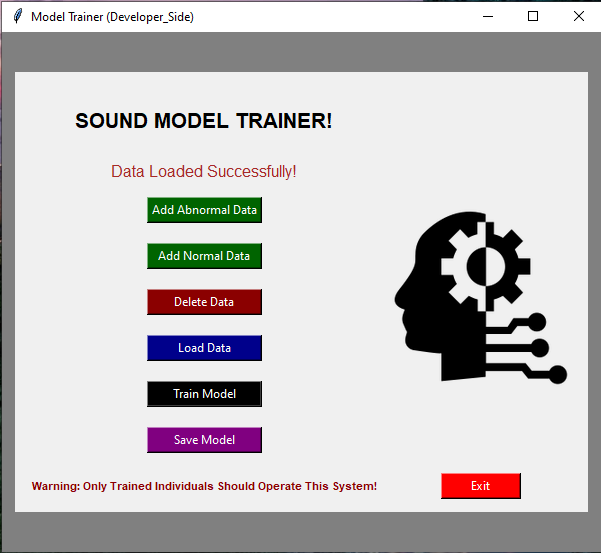 Model Trainer (Developer_Side)
SOUND MODEL TRAINER!
Data Loaded Successfully!
Add Abnormal Data
Add Normal Data
Delete Data
Load Data
Train Model
Save Model
Warning: Only Trained Individuals Should Operate This System!
Exit